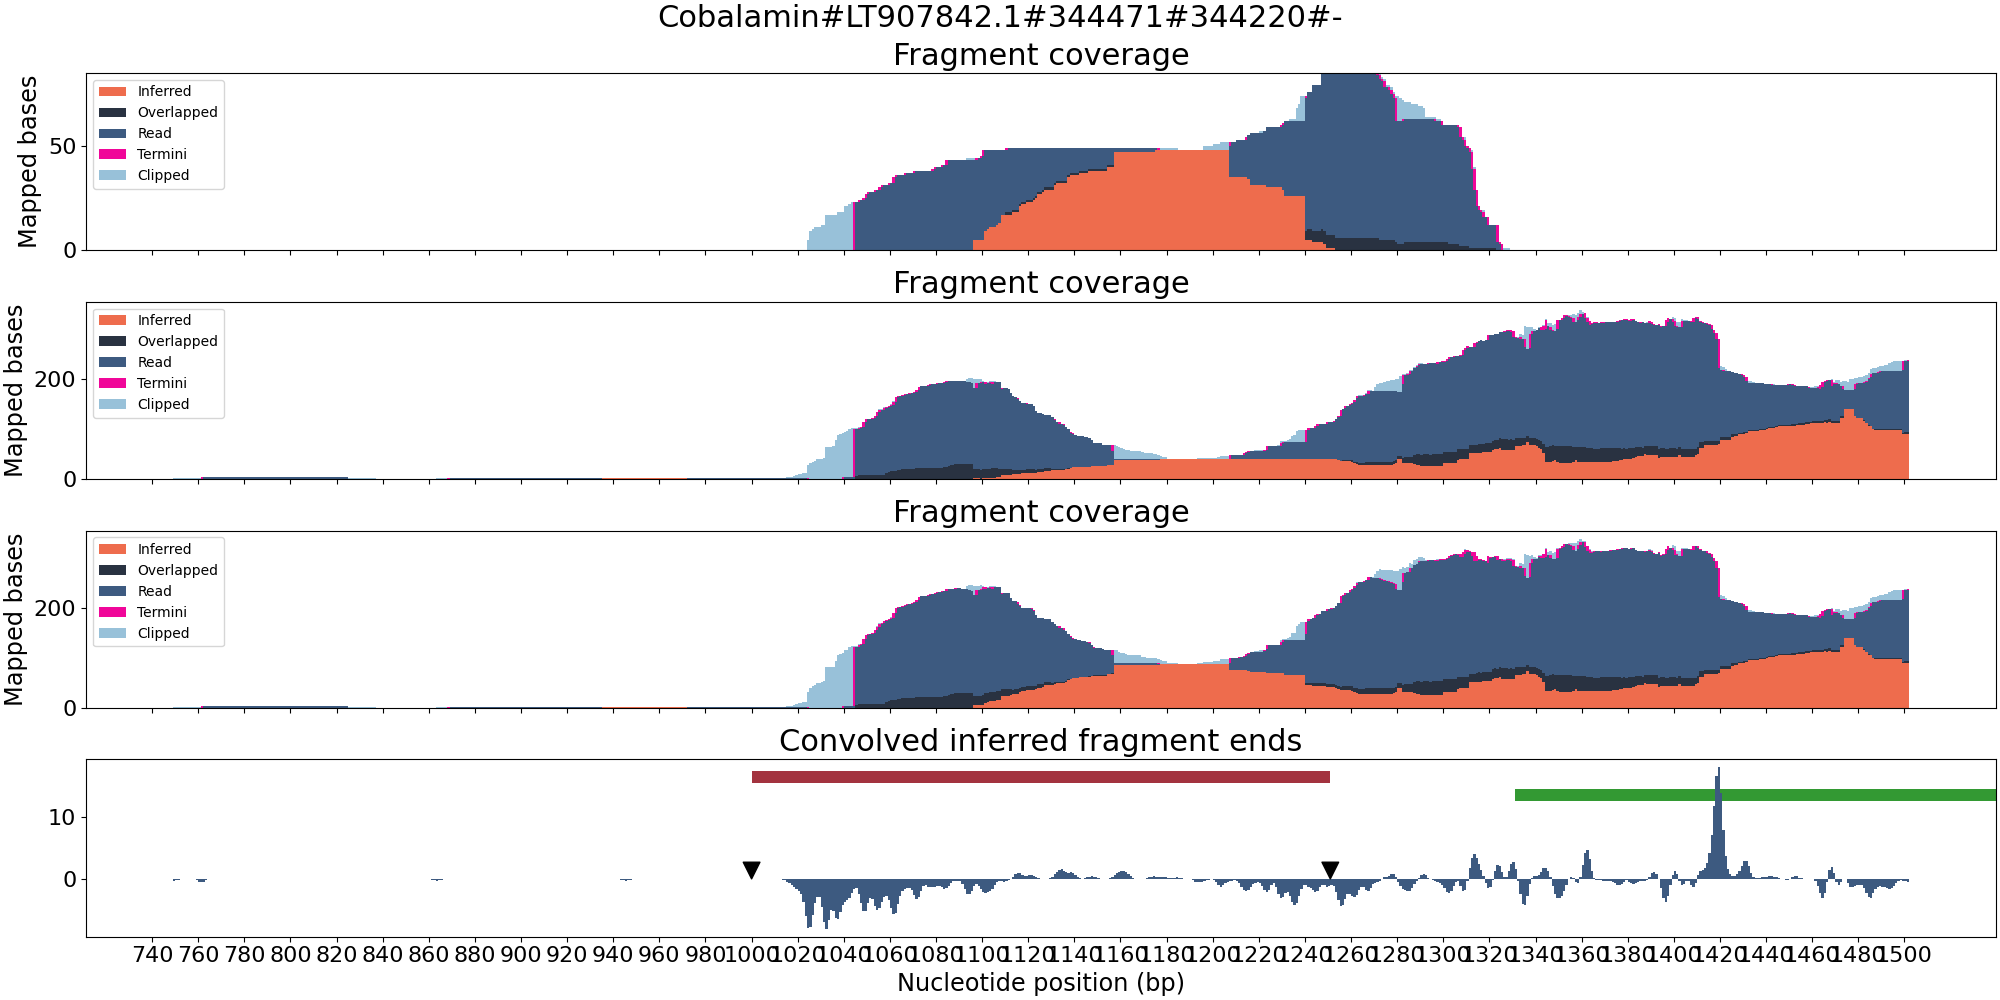 Cobalamin#LT907842.1#344471#344220#-
Fragment coverage
Mapped bases
50
0
Inferred
Overlapped
Read
Termini
Clipped
Fragment coverage
Mapped bases
200
0
Inferred
Overlapped
Read
Termini
Clipped
Fragment coverage
Mapped bases
200
0
Inferred
Overlapped
Read
Termini
Clipped
Convolved inferred fragment ends
10
0
740 760 780 800 820 840 860 880 900 920 940 960 980 1000 1020 1040 1060 1080 1100 1120 1140 1160 1180 1200 1220 1240 1260 1280 1300 1320 1340 1360 1380 1400 1420 1440 1460 1480 1500
Nucleotide position (bp)